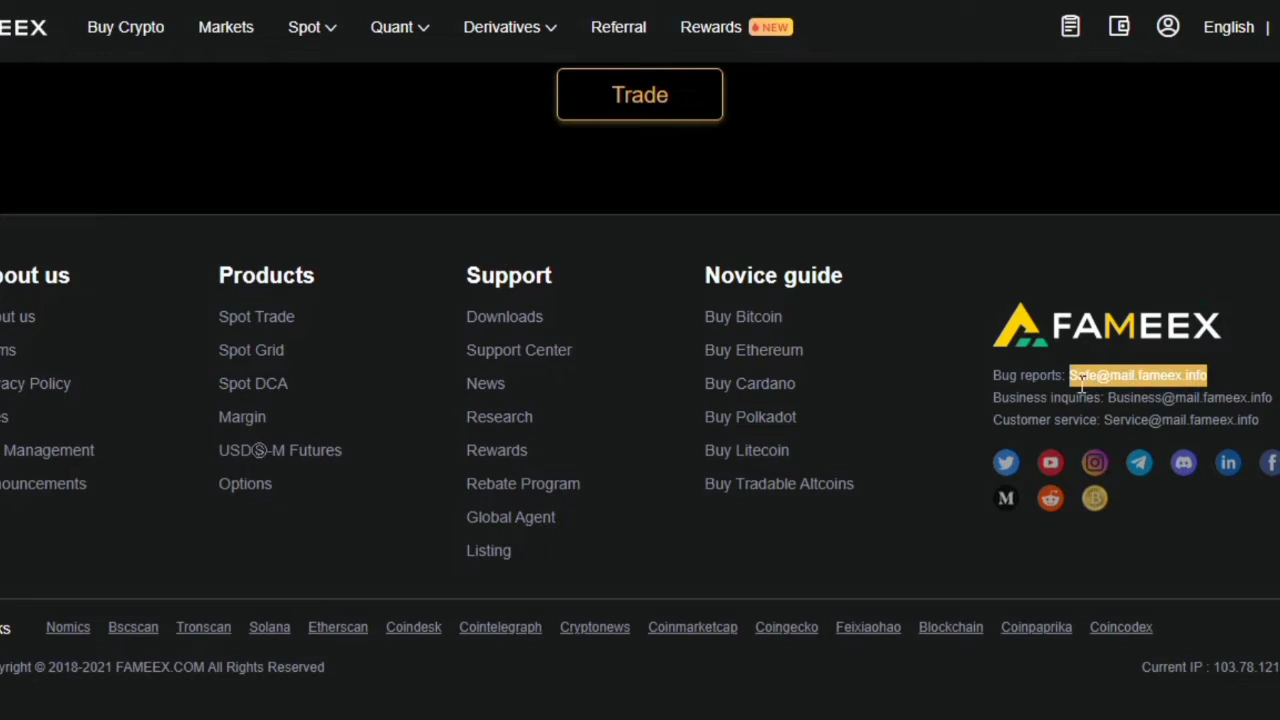 EEX Buy Crypto Markets Spot Quant Derivatives Referral Rewards NEW English |
Trade
out us
ut us
ms
acy Policy
s
Management
ouncements
Products
Spot Trade
Spot Grid
Spot DCA
Margin
USDⓈ-M Futures
Options
Support
Downloads
Support Center
News
Research
Rewards
Rebate Program
Global Agent
Listing
Novice guide
Buy Bitcoin
Buy Ethereum
Buy Cardano
Buy Polkadot
Buy Litecoin
Buy Tradable Altcoins
FAMEEX
Bug reports: Safe@mail.fameex.info
Business inquiries: Business@mail.fameex.info
Customer service: Service@mail.fameex.info
ks Nomics Bscscan Tronscan Solana Etherscan Coindesk Cointelegraph Cryptonews Coinmarketcap Coingecko Feixiaohao Blockchain Coinpaprika Coincodex
yright © 2018-2021 FAMEEX.COM All Rights Reserved
Current IP : 103.78.121